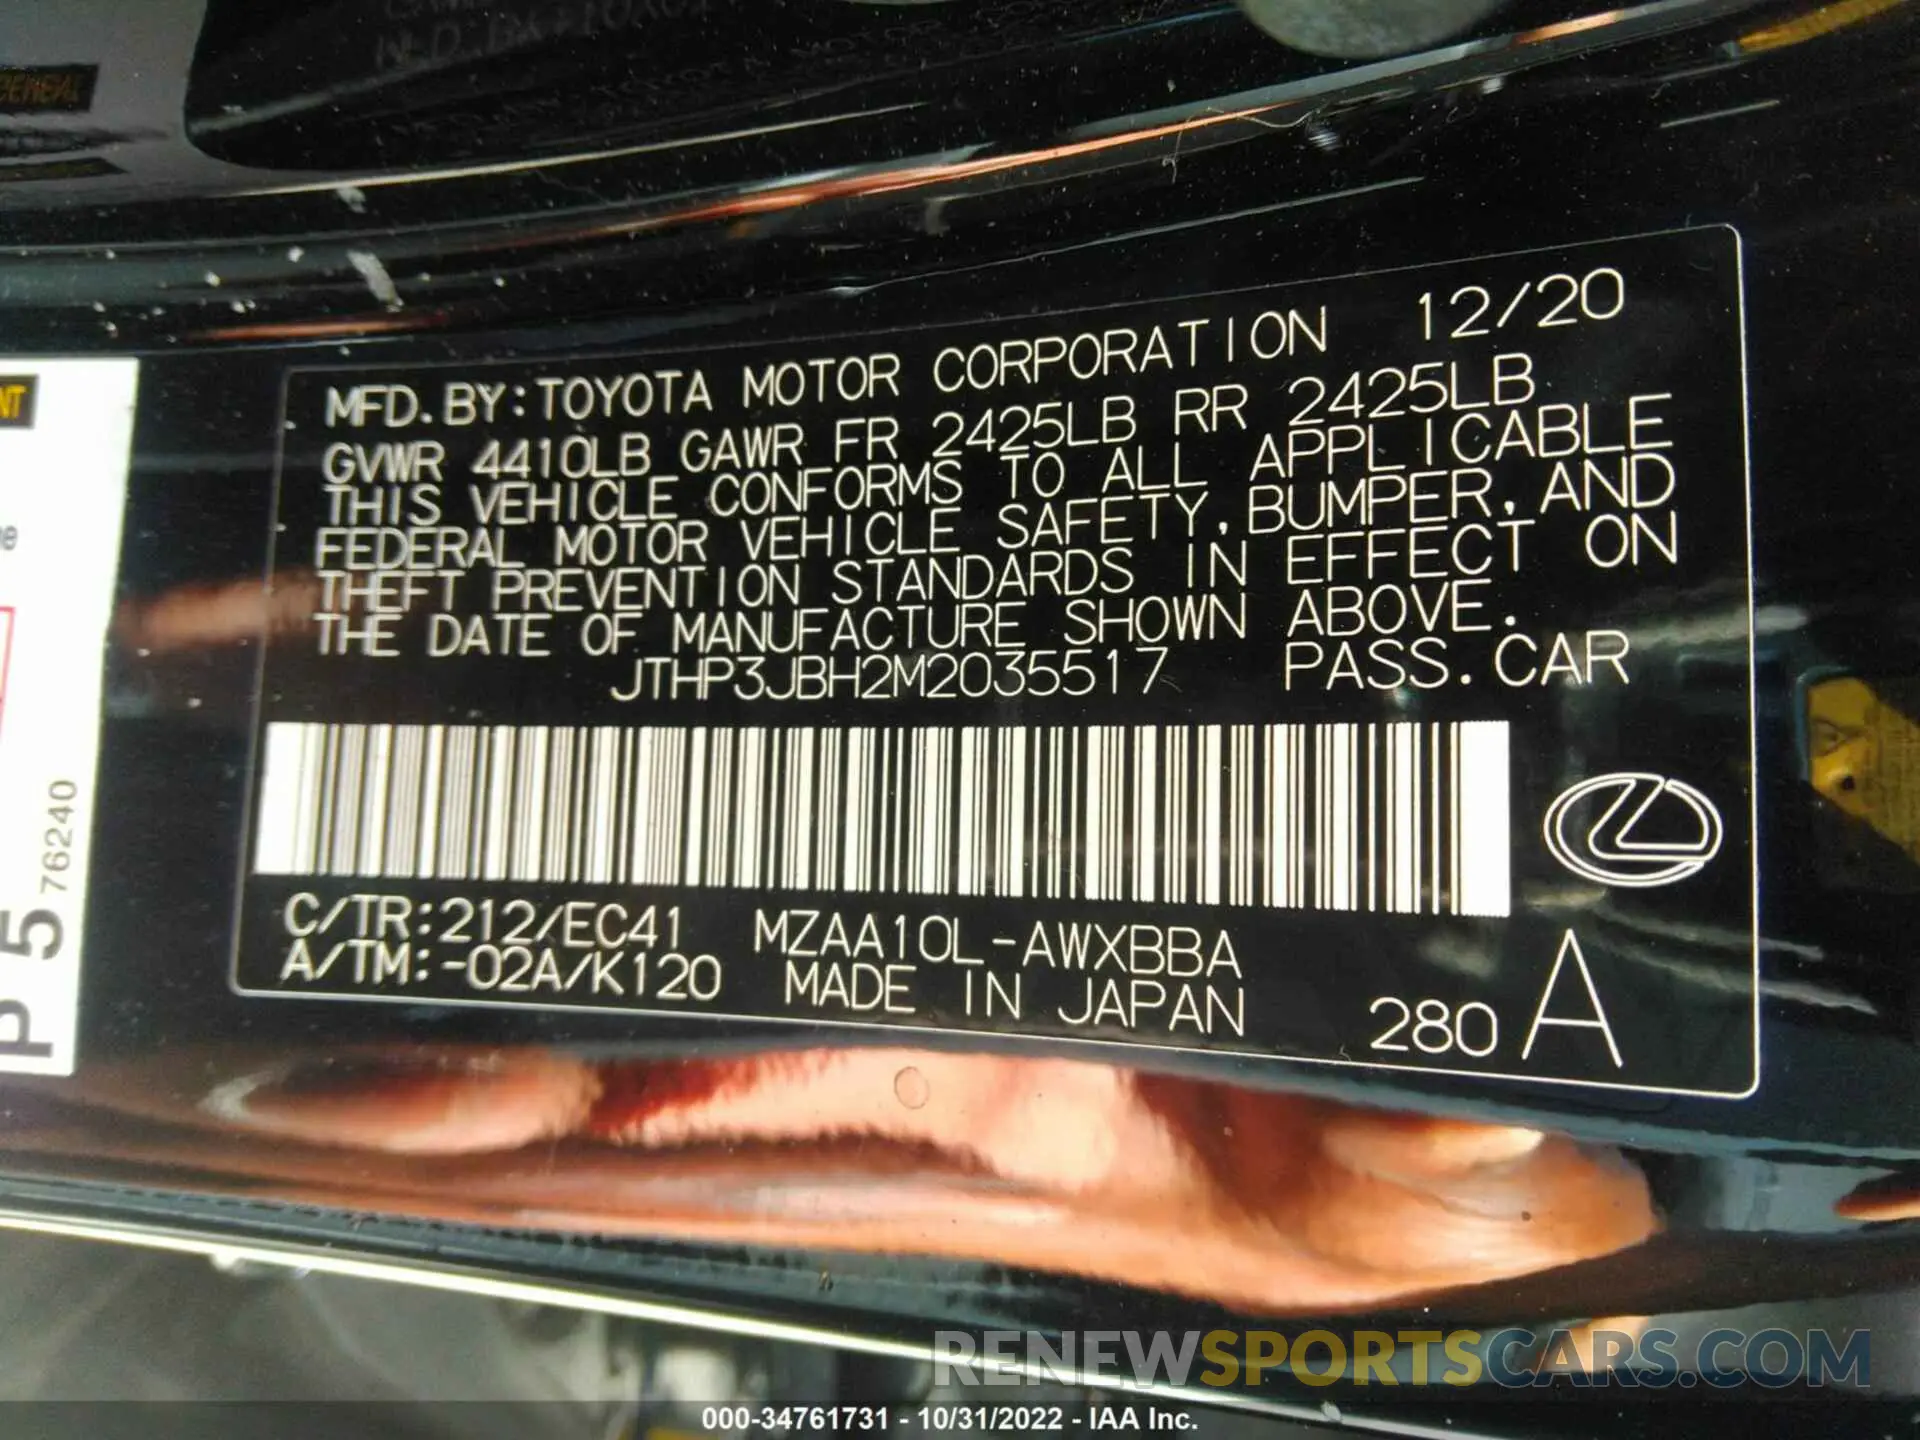 MFD. BY: TOYOTA MOTOR CORPORATION 12/20
GVWR 4410LB GAWR FR 2425LB RR 2425LB
THIS VEHICLE CONFORMS TO ALL APPLICABLE
FEDERAL MOTOR VEHICLE SAFETY, BUMPER, AND
THEFT PREVENTION STANDARDS IN EFFECT ON
THE DATE OF MANUFACTURE SHOWN ABOVE.
JTHP3JBH2M2035517 PASS. CAR
C/TR: 212/EC41 MZAA10L-AWXBBA
A/TM: -02A/K120 MADE IN JAPAN 280 A
P 5 76240
RENEWSPORTSCARS.COM
000-34761731 - 10/31/2022 - IAA Inc.